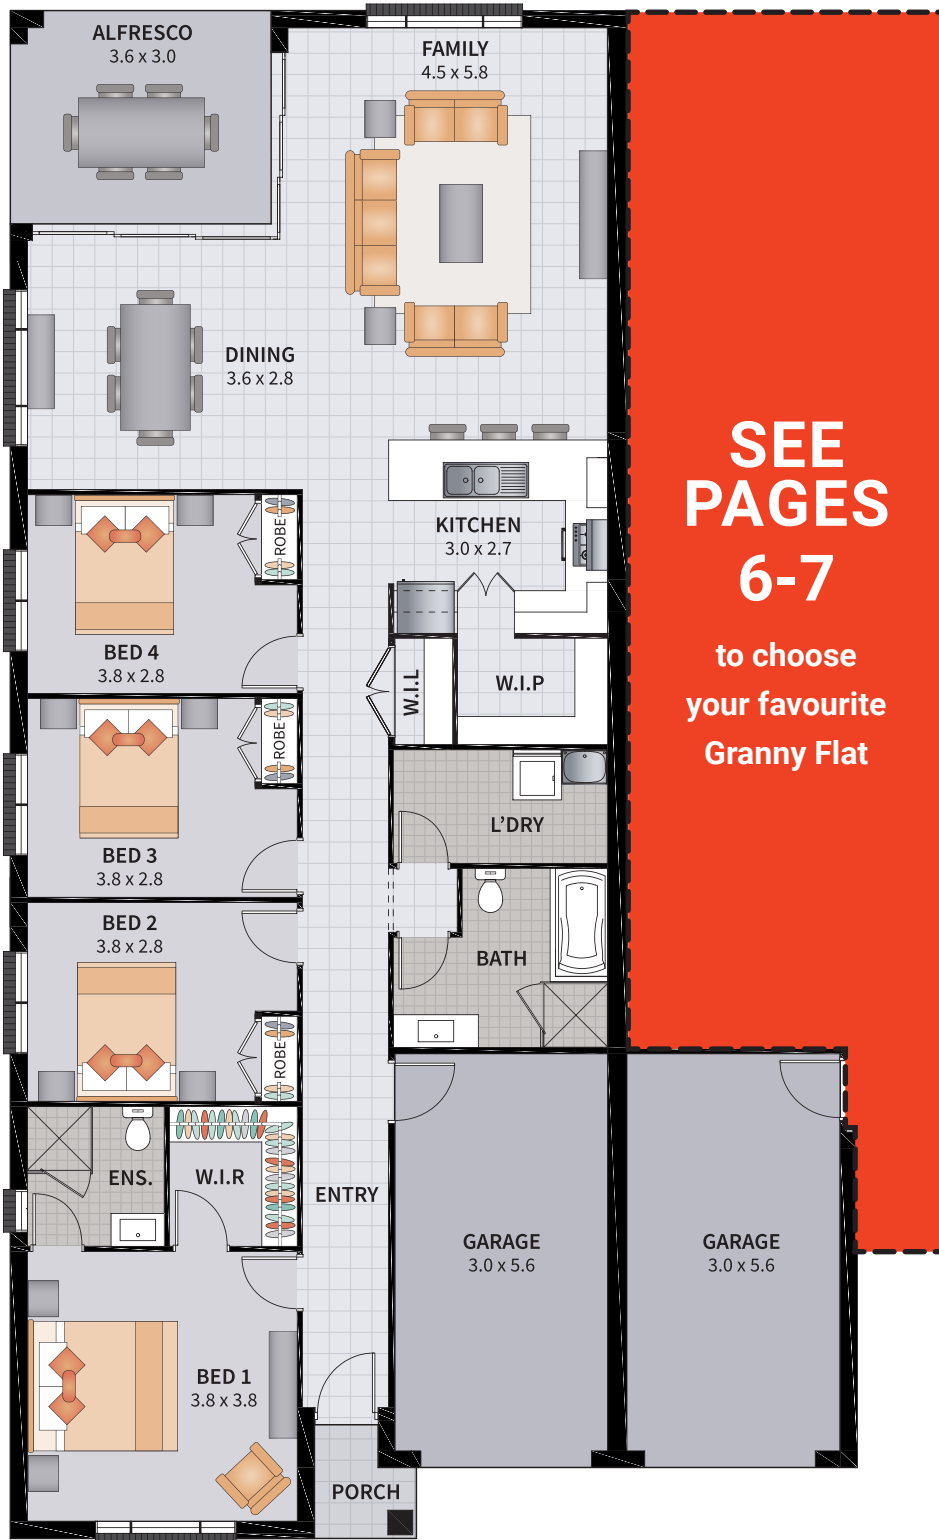 ALFRESCO
3.6 x 3.0
FAMILY
4.5 x 5.8
DINING
3.6 x 2.8
SEE
PAGES
6-7
to choose
your favourite
Granny Flat
KITCHEN
3.0 x 2.7
ROBE
BED 4
3.8 x 2.8
W.I.L
W.I.P
ROBE
BED 3
3.8 x 2.8
L'DRY
BED 2
3.8 x 2.8
BATH
ROBE
ENS.
W.I.R
ENTRY
GARAGE
3.0 x 5.6
GARAGE
3.0 x 5.6
BED 1
3.8 x 3.8
PORCH